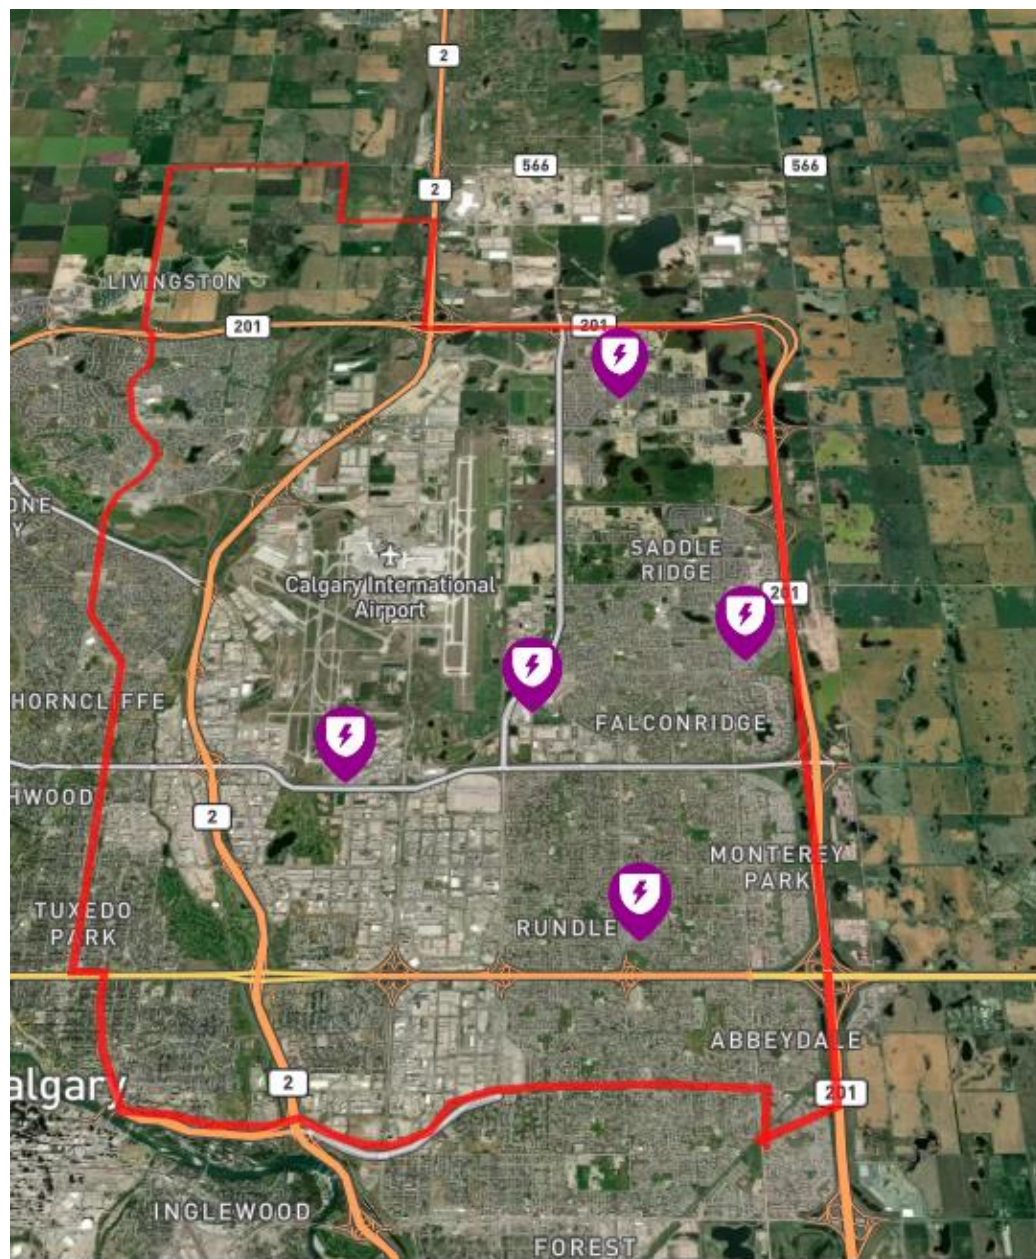 2
566
566
2
LIVINGSTON
201
201
ONE
Y
SADDLE
RIDGE
Calgary International
Airport
201
HORNCLIFFE
FALCONRIDGE
HWOOD
2
MONTEREY
PARK
TUXEDO
PARK
RUNDLE
ABBEYDALE
algary
2
201
INGLEWOOD
FOREST